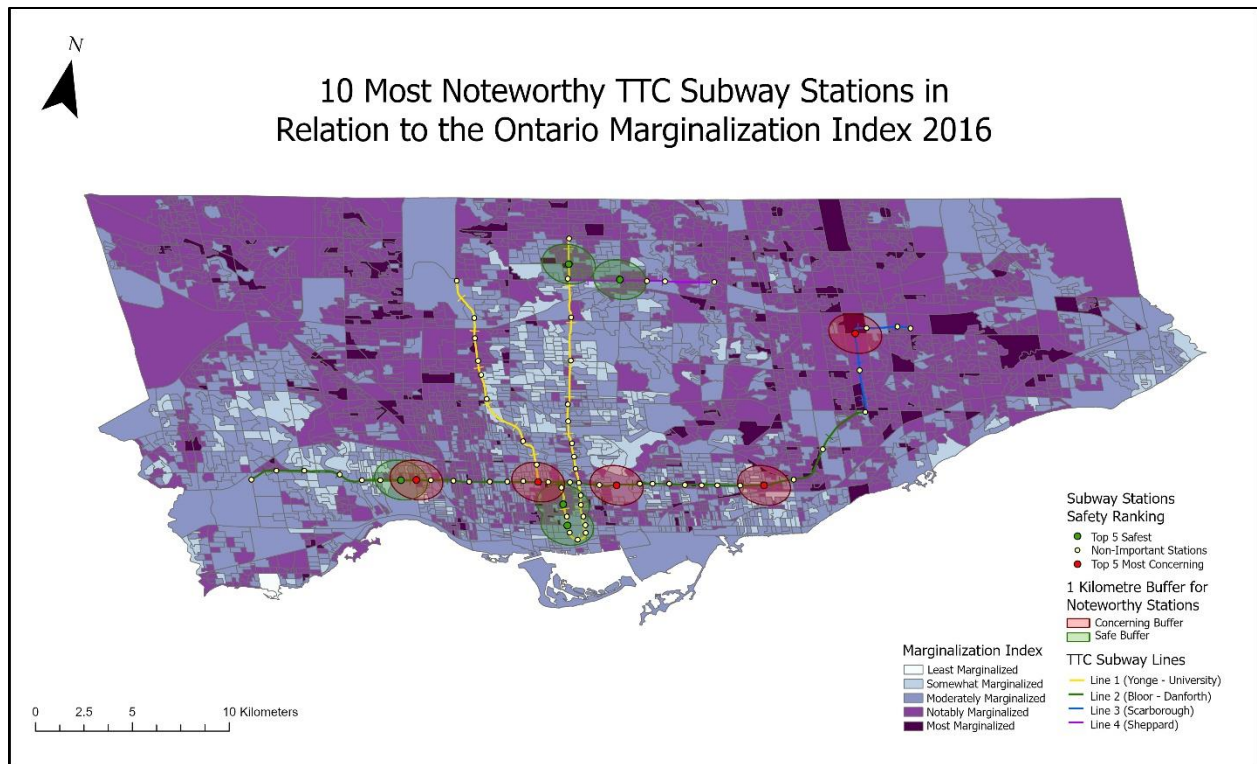 N
10 Most Noteworthy TTC Subway Stations in
Relation to the Ontario Marginalization Index 2016
Subway Stations
Safety Ranking
Top 5 Safest
Non-Important Stations
Top 5 Most Concerning
1 Kilometre Buffer for
Noteworthy Stations
Concerning Buffer
Safe Buffer
Marginalization Index
Least Marginalized
Somewhat Marginalized
Moderately Marginalized
Notably Marginalized
Most Marginalized
TTC Subway Lines
Line 1 (Yonge - University)
Line 2 (Bloor - Danforth)
Line 3 (Scarborough)
Line 4 (Sheppard)
0 2.5 5 10 Kilometers